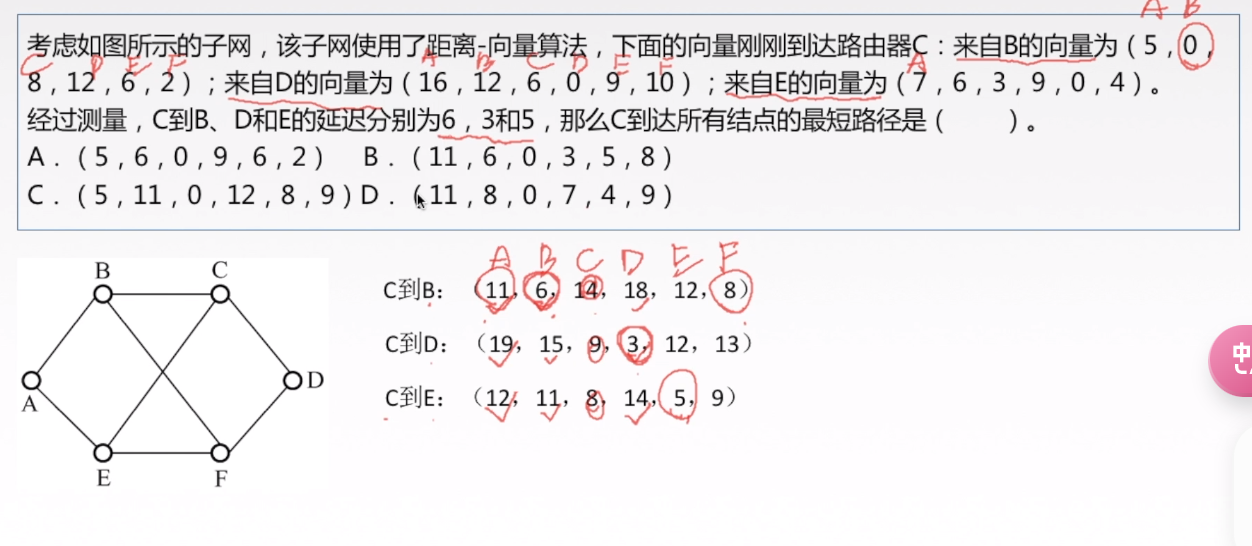 A B
考虑如图所示的子网，该子网使用了距离-向量算法，下面的向量刚刚到达路由器C：来自B的向量为（5，0，
C D E F A B C D E F A
8，12，6，2）；来自D的向量为（16，12，6，0，9，10）；来自E的向量为（7，6，3，9，0，4）。
经过测量，C到B、D和E的延迟分别为6，3和5，那么C到达所有结点的最短路径是（　　）。
A．（5，6，0，9，6，2） B．（11，6，0，3，5，8）
C．（5，11，0，12，8，9）D．（11，8，0，7，4，9）
A B C D E F
C到B：（11，6，14，18，12，8）
C到D：（19，15，9，3，12，13）
C到E：（12，11，8，14，5，9）
B C
A D
E F
中